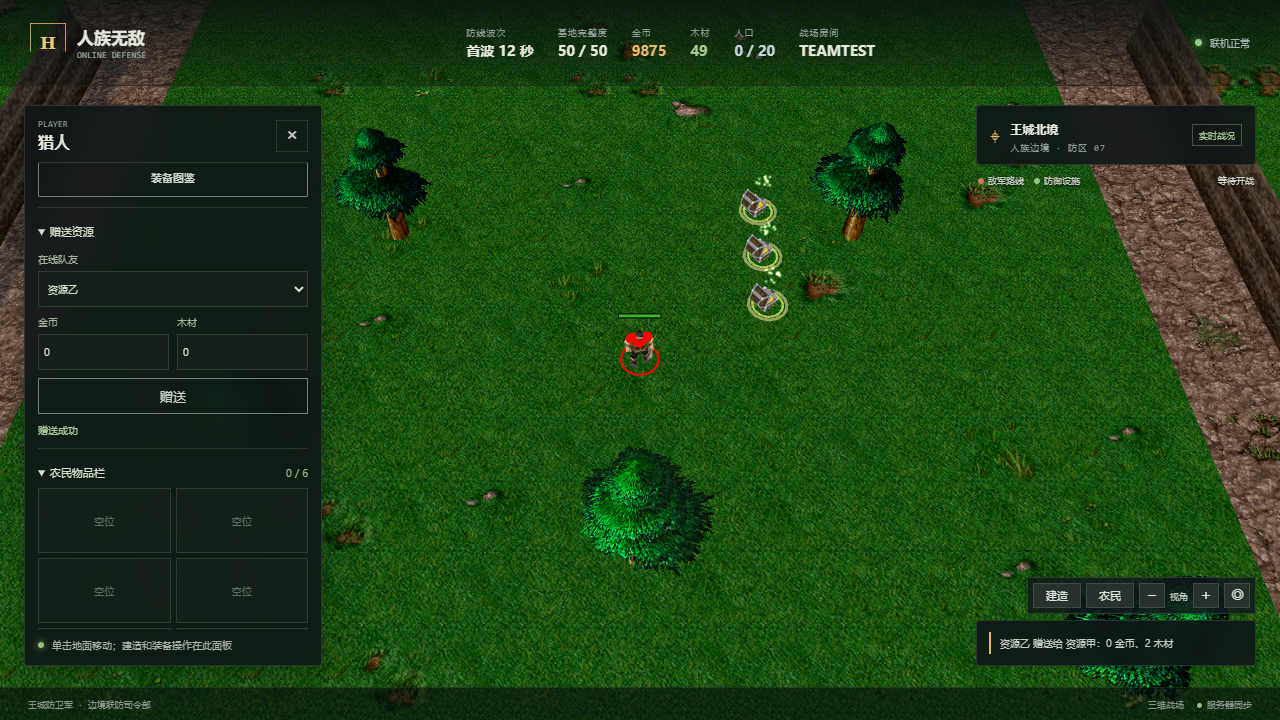 H
人族无敌
ONLINE DEFENSE
防线波次 基地完整度 金币 木材 人口 战场房间
首波 12 秒 50 / 50 9875 49 0 / 20 TEAMTEST
联机正常
PLAYER
猎人
×
装备图鉴
▼ 赠送资源
在线队友
资源乙
金币 木材
0 0
赠送
赠送成功
▼ 农民物品栏 0 / 6
空位 空位
空位 空位
单击地面移动；建造和装备操作在此面板
王城北境
人族边境 · 防区 07
实时战况
敌军路线 防御设施 等待开战
建造 农民 − 视角 + ◎
资源乙 赠送给 资源甲：0 金币、2 木材
王城防卫军 · 边境联防司令部
三维战场 服务器同步